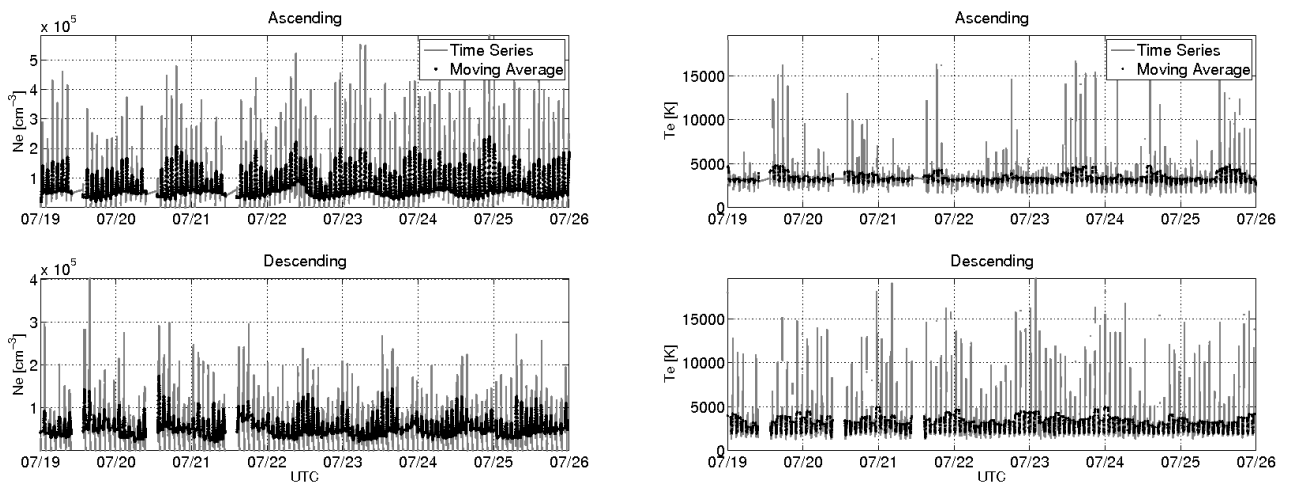 Ascending
x 10^5
Ne [cm^-3]
5
4
3
2
1
Time Series
Moving Average
07/19 07/20 07/21 07/22 07/23 07/24 07/25 07/26
Ascending
Te [K]
15000
10000
5000
0
Time Series
Moving Average
07/19 07/20 07/21 07/22 07/23 07/24 07/25 07/26
Descending
x 10^5
Ne [cm^-3]
4
3
2
1
07/19 07/20 07/21 07/22 07/23 07/24 07/25 07/26
UTC
Descending
Te [K]
15000
10000
5000
0
07/19 07/20 07/21 07/22 07/23 07/24 07/25 07/26
UTC